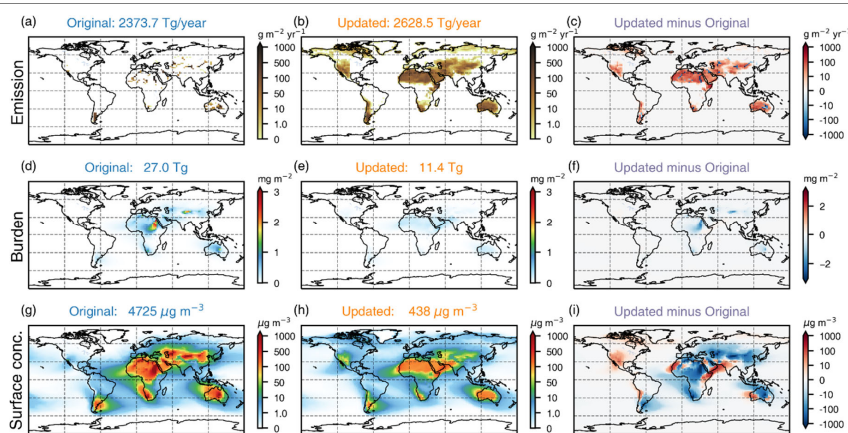 (a) Original: 2373.7 Tg/year
g m⁻² yr⁻¹
(b) Updated: 2628.5 Tg/year
g m⁻² yr⁻¹
(c) Updated minus Original
g m⁻² yr⁻¹
Emission
1000
500
100
50
10
1.0
0
1000
500
100
50
10
1.0
0
1000
100
10
0
-10
-100
-1000
(d) Original: 27.0 Tg
mg m⁻²
(e) Updated: 11.4 Tg
mg m⁻²
(f) Updated minus Original
mg m⁻²
Burden
3
2
1
0
3
2
1
0
2
0
−2
(g) Original: 4725 μg m⁻³
μg m⁻³
(h) Updated: 438 μg m⁻³
μg m⁻³
(i) Updated minus Original
μg m⁻³
Surface conc.
1000
500
100
50
10
1.0
0
1000
500
100
50
10
1.0
0
1000
100
10
0
-10
-100
-1000